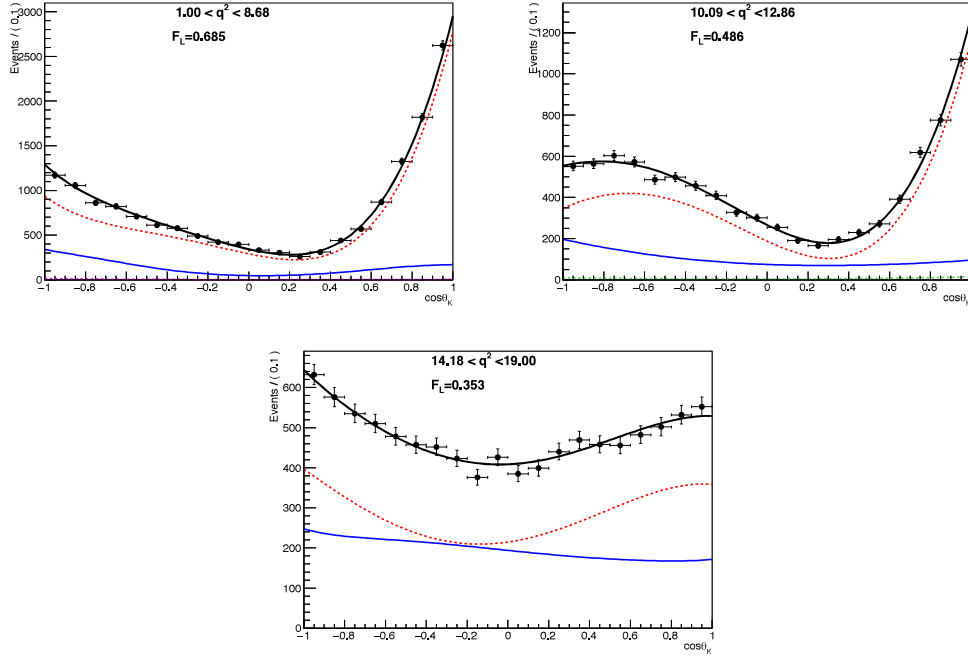 1.00 < q² < 8.68
F_L=0.685
Events / ( 0.1 )
3000
2500
2000
1500
1000
500
0
-1 -0.8 -0.6 -0.4 -0.2 0 0.2 0.4 0.6 0.8 1
cosθ_K
10.09 < q² <12.86
F_L=0.486
Events / ( 0.1 )
1200
1000
800
600
400
200
0
-1 -0.8 -0.6 -0.4 -0.2 0 0.2 0.4 0.6 0.8
cosθ_K
14.18 < q² <19.00
F_L=0.353
Events / ( 0.1 )
600
500
400
300
200
100
0
-1 -0.8 -0.6 -0.4 -0.2 0 0.2 0.4 0.6 0.8 1
cosθ_K